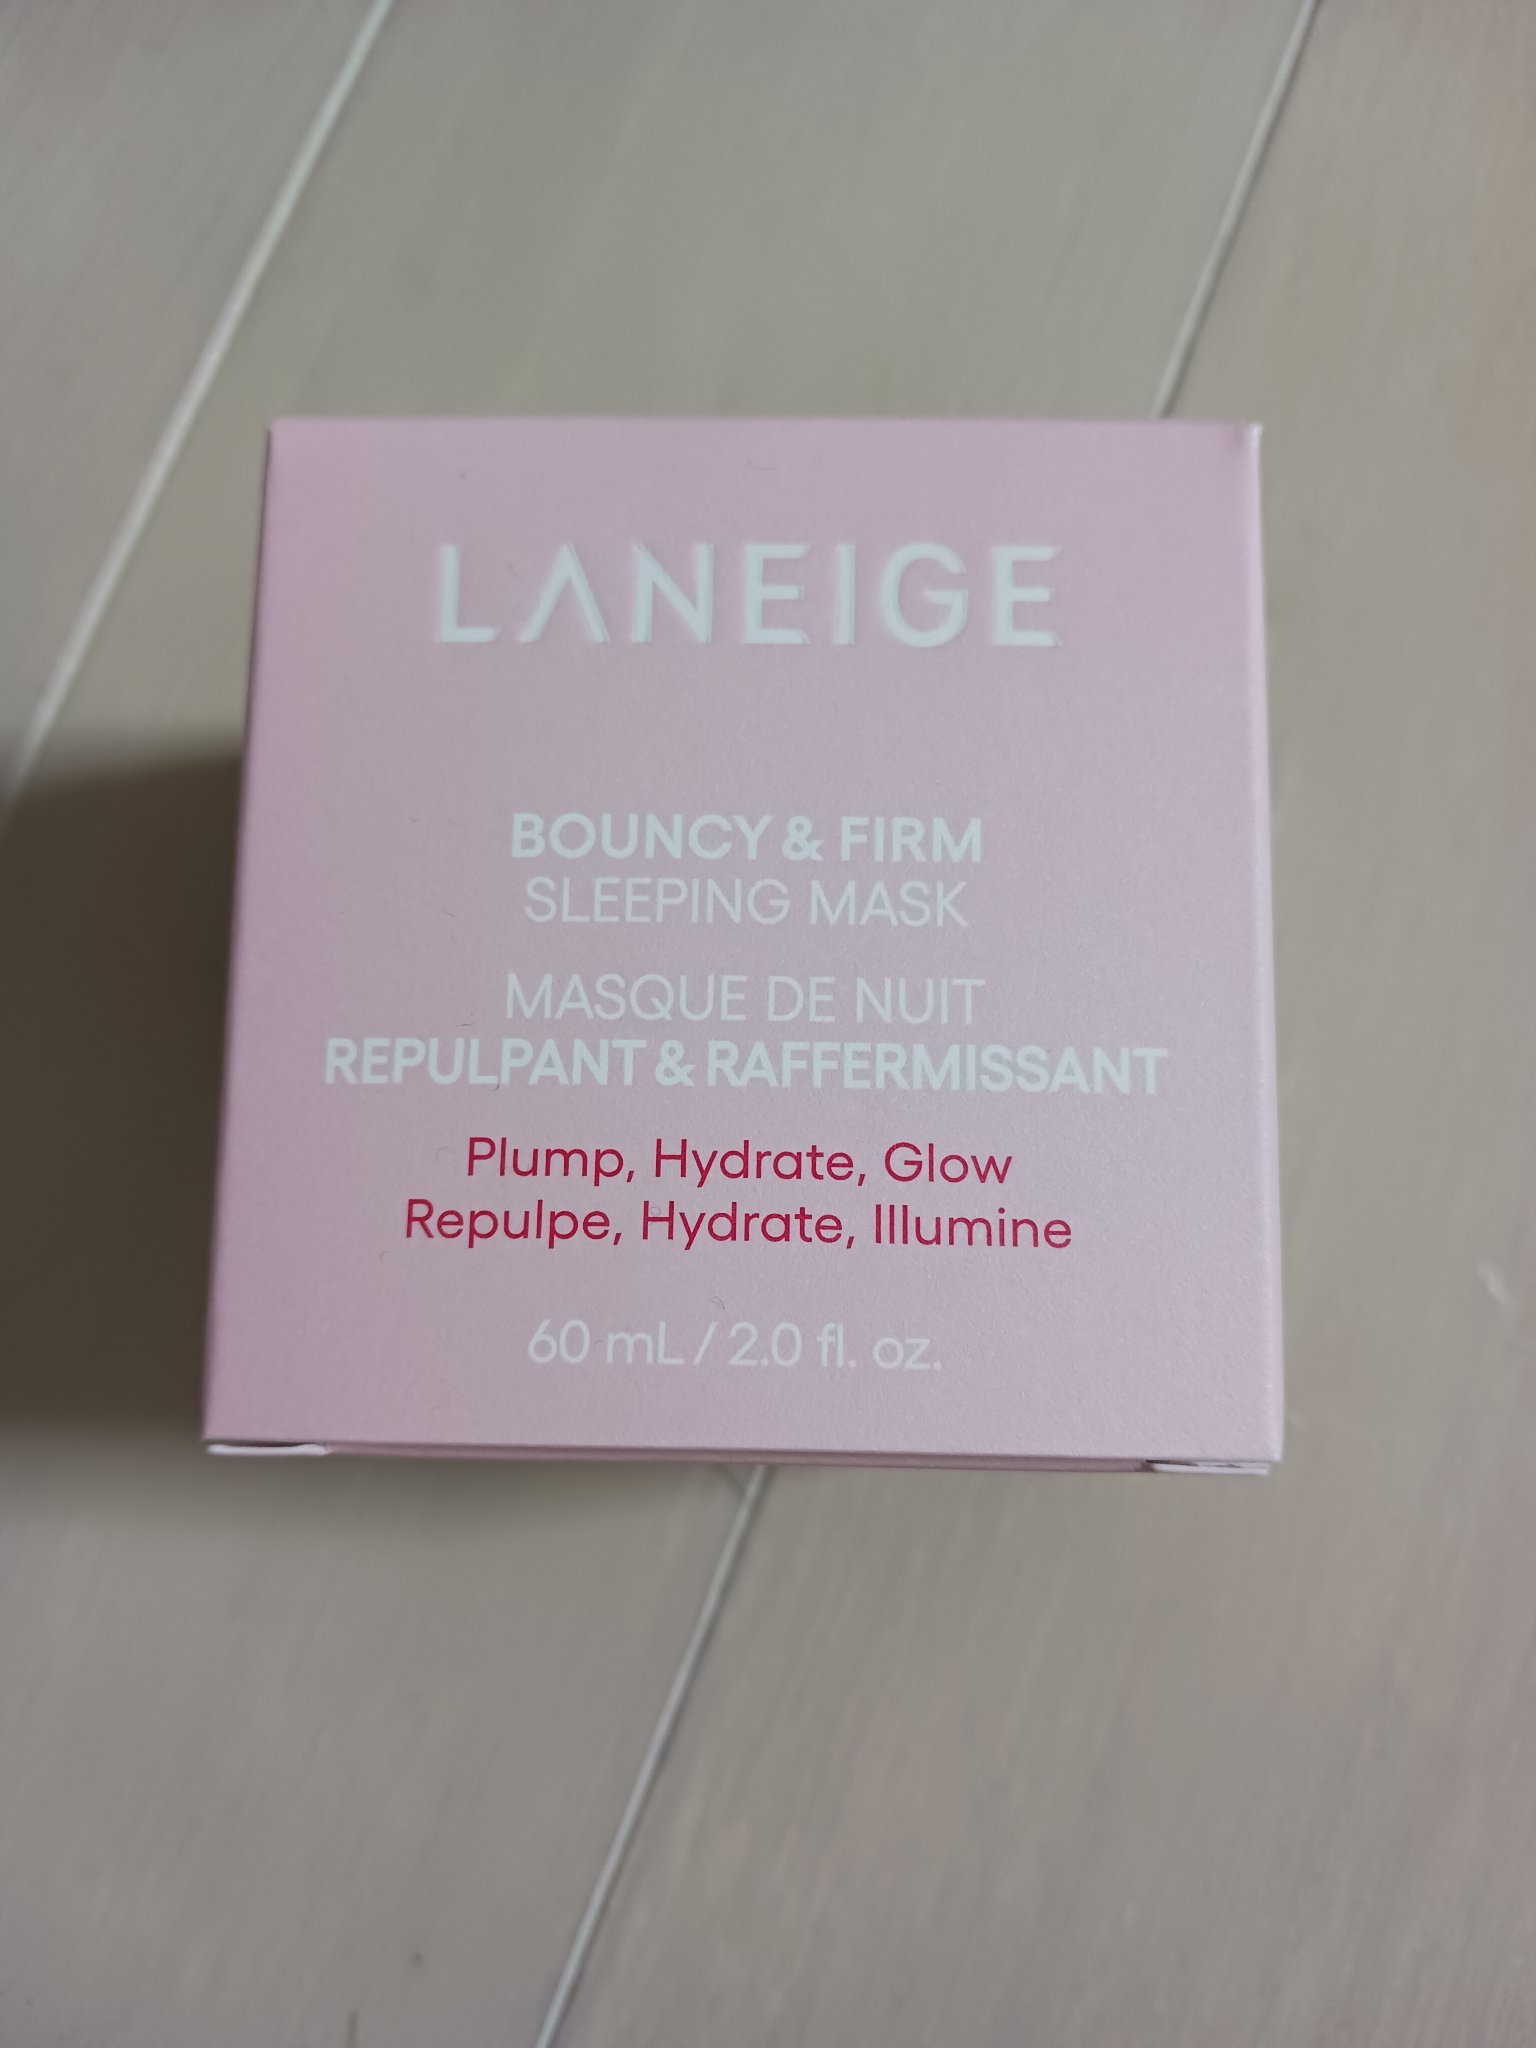 LANEIGE
BOUNCY & FIRM
SLEEPING MASK
MASQUE DE NUIT
REPULPANT & RAFFERMISSANT
Plump, Hydrate, Glow
Repulpe, Hydrate, Illumine
60 mL / 2.0 fl. oz.